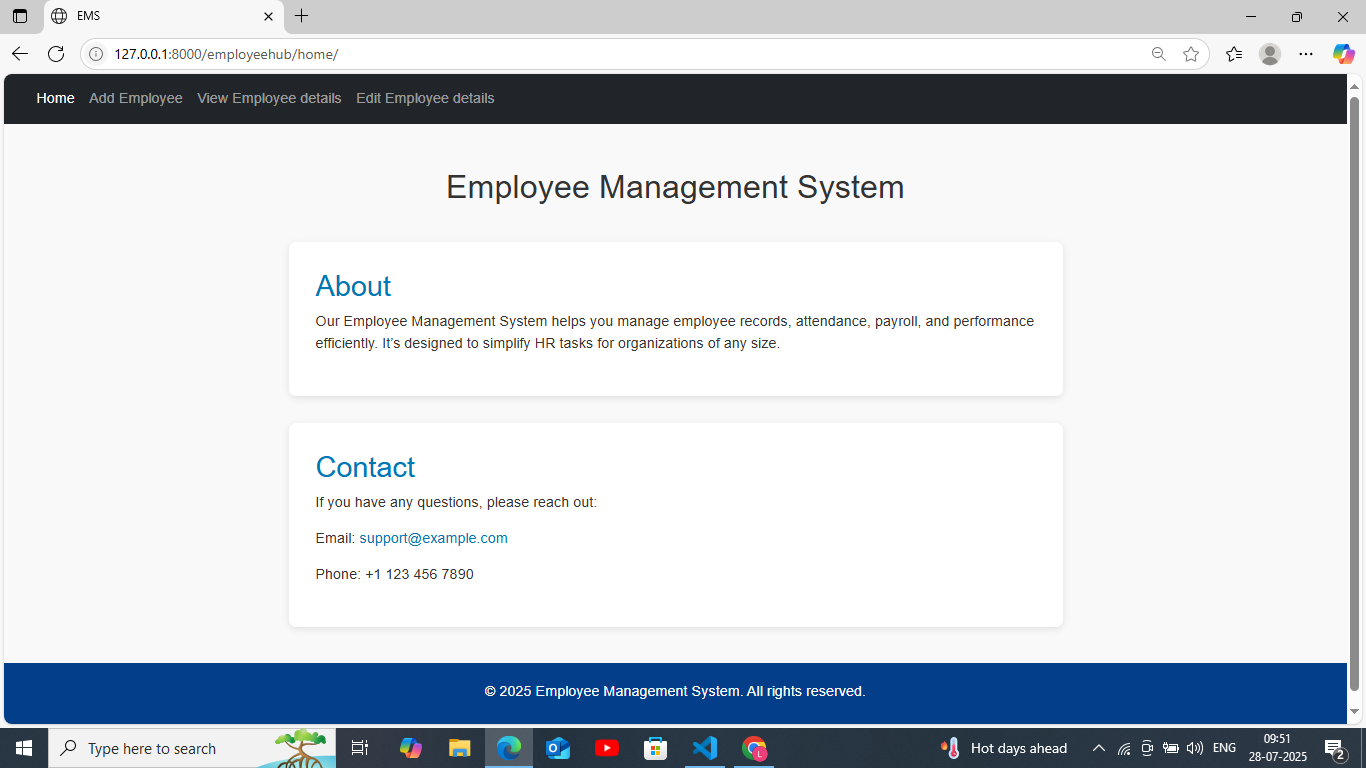 EMS
127.0.0.1:8000/employeehub/home/
Home Add Employee View Employee details Edit Employee details
Employee Management System
About
Our Employee Management System helps you manage employee records, attendance, payroll, and performance
efficiently. It’s designed to simplify HR tasks for organizations of any size.
Contact
If you have any questions, please reach out:
Email: support@example.com
Phone: +1 123 456 7890
© 2025 Employee Management System. All rights reserved.
Type here to search
L
Hot days ahead
ENG
09:51
28-07-2025
2